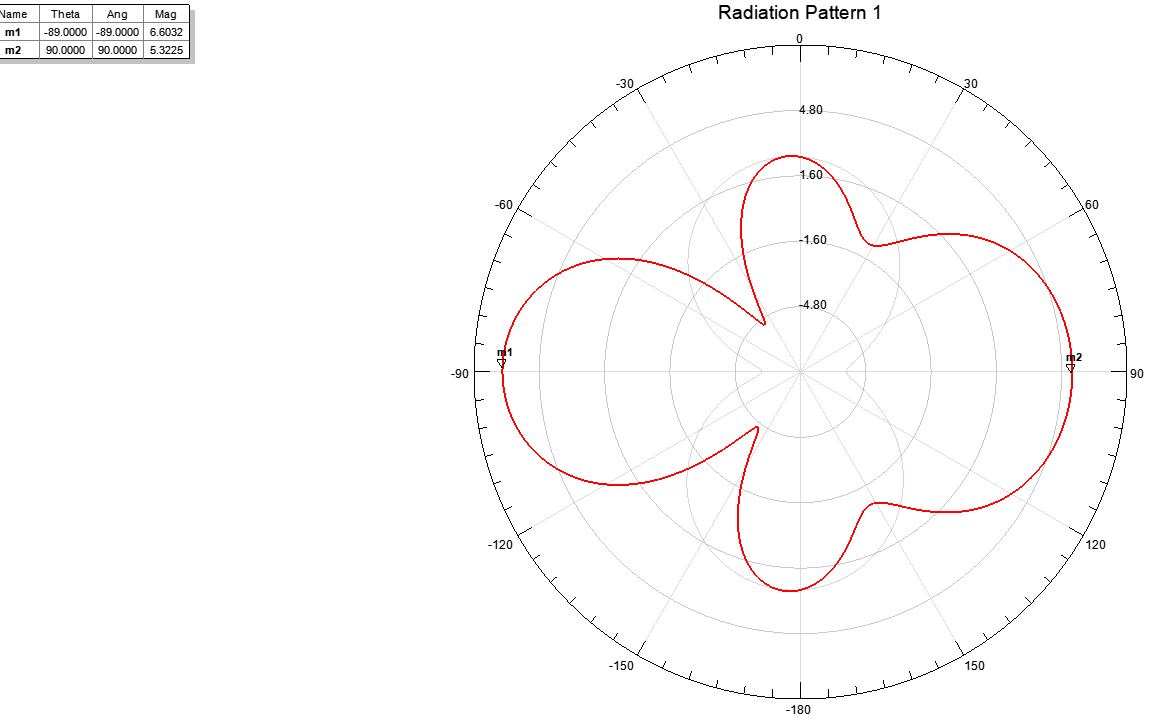 Radiation Pattern 1
Name Theta Ang Mag
m1 -89.0000 -89.0000 6.6032
m2 90.0000 90.0000 5.3225
0
-30 30
4.80
1.60
-60 60
-1.60
-4.80
m1 m2
-90 90
-120 120
-150 150
-180